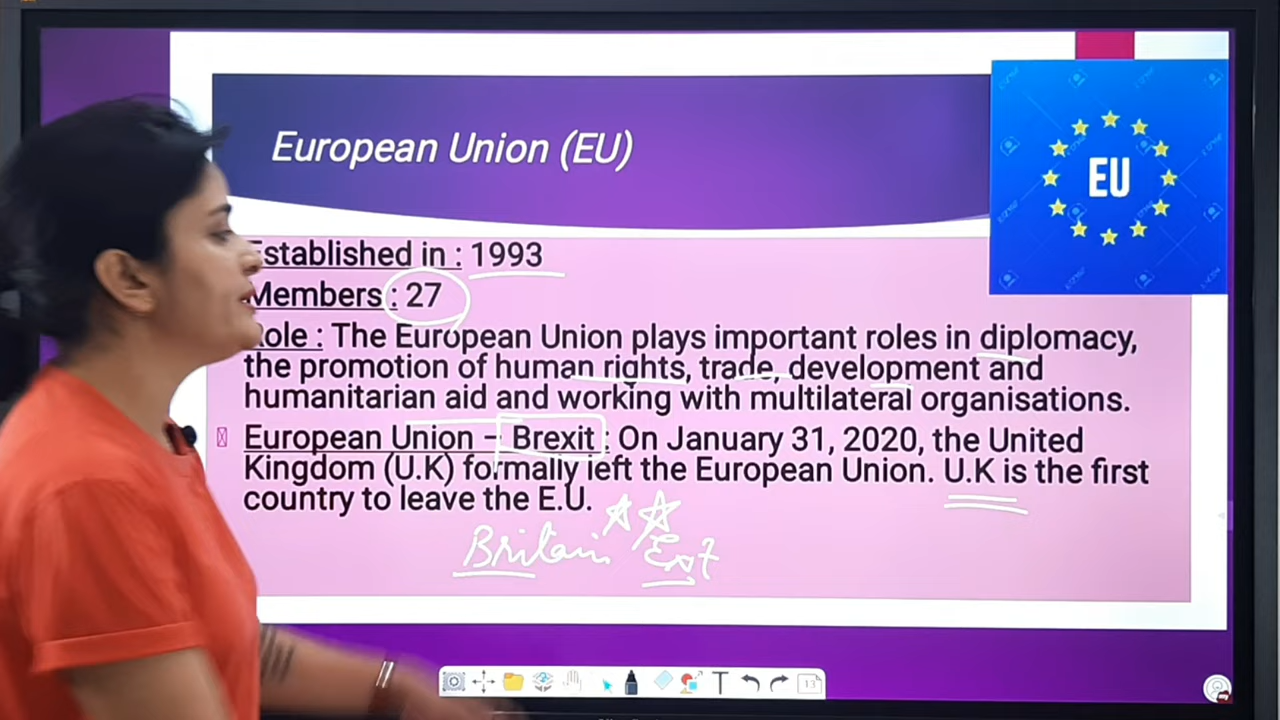 European Union (EU)
EU
Established in : 1993
Members : 27
Role : The European Union plays important roles in diplomacy,
the promotion of human rights, trade, development and
humanitarian aid and working with multilateral organisations.
European Union – Brexit : On January 31, 2020, the United
Kingdom (U.K) formally left the European Union. U.K is the first
country to leave the E.U.
Britain Exit
T 13